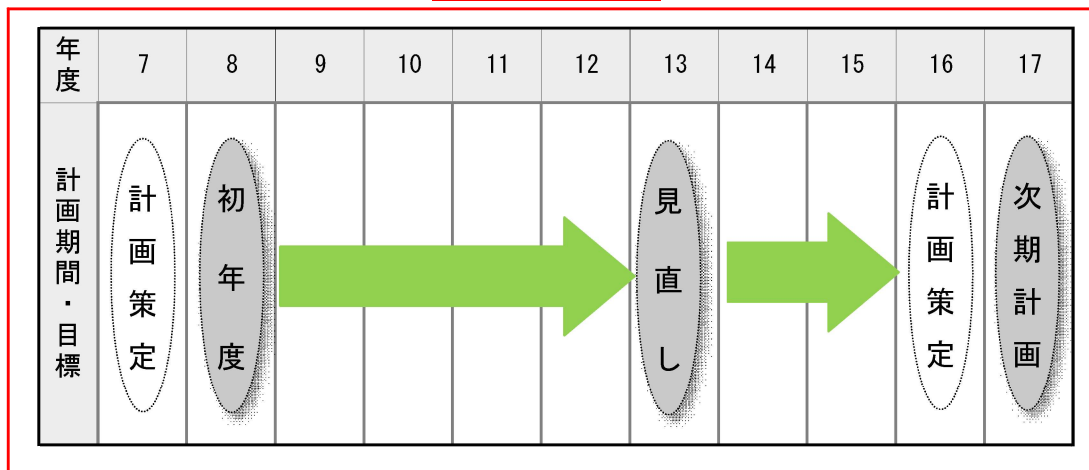 年度 7 8 9 10 11 12 13 14 15 16 17
計画期間・目標
計画策定
初年度
見直し
計画策定
次期計画